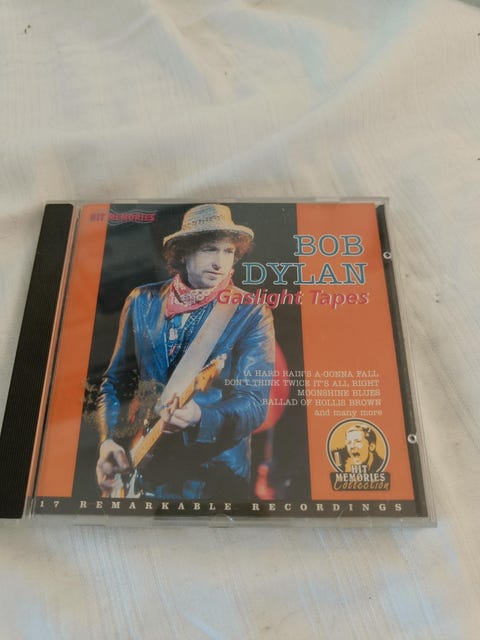 HIT MEMORIES
BOB
DYLAN
Gaslight Tapes
(A HARD RAIN'S A-GONNA FALL
DON'T THINK TWICE IT'S ALL RIGHT
MOONSHINE BLUES
BALLAD OF HOLLIS BROWN
and many more
HIT
MEMORIES
Collection
17 REMARKABLE RECORDINGS